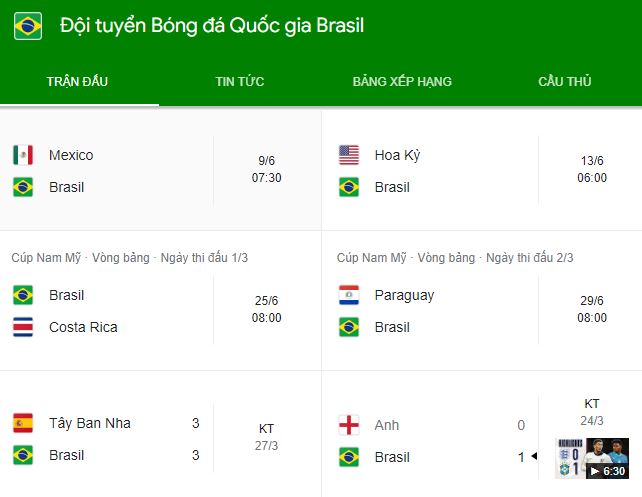 Đội tuyển Bóng đá Quốc gia Brasil
TRẬN ĐẤU
TIN TỨC
BẢNG XẾP HẠNG
CẦU THỦ
Mexico
Brasil
9/6
07:30
Hoa Kỳ
Brasil
13/6
06:00
Cúp Nam Mỹ · Vòng bảng · Ngày thi đấu 1/3
Brasil
Costa Rica
25/6
08:00
Cúp Nam Mỹ · Vòng bảng · Ngày thi đấu 2/3
Paraguay
Brasil
29/6
08:00
Tây Ban Nha 3
Brasil 3
KT
27/3
Anh 0
Brasil 1
KT
24/3
HIGHLIGHTS
0
1
6:30